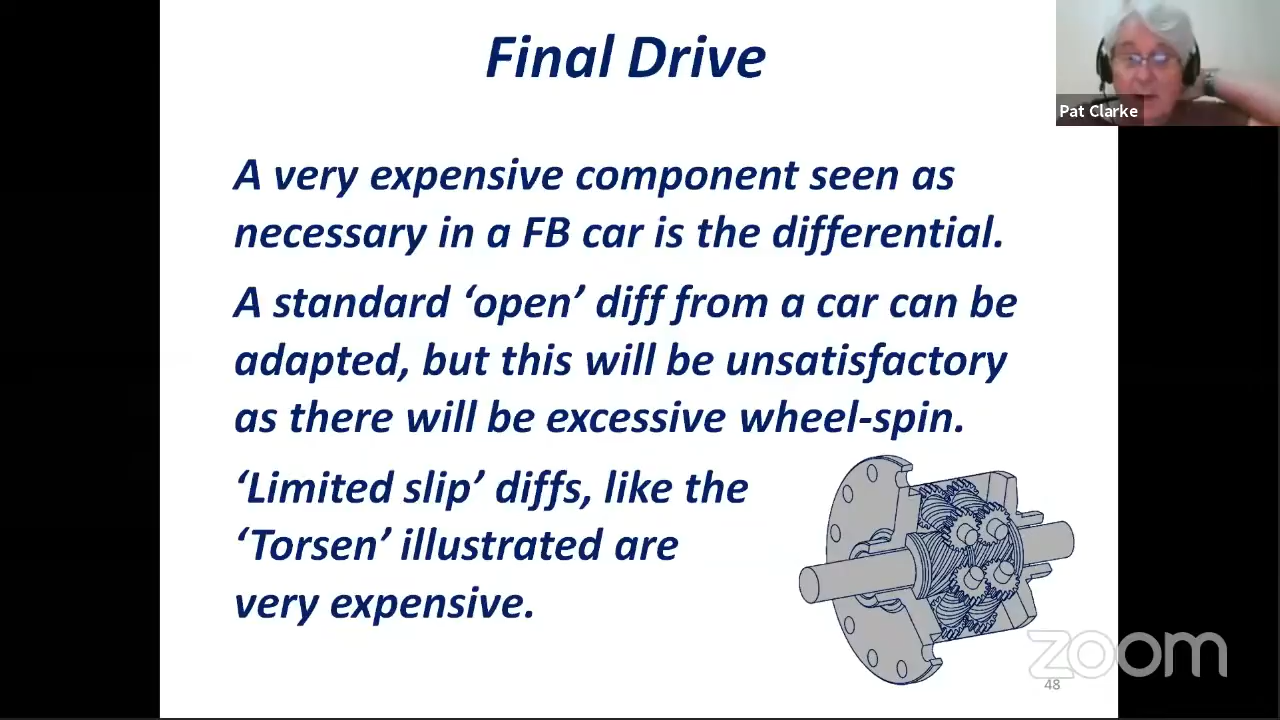 Final Drive
Pat Clarke
A very expensive component seen as
necessary in a FB car is the differential.
A standard ‘open’ diff from a car can be
adapted, but this will be unsatisfactory
as there will be excessive wheel-spin.
‘Limited slip’ diffs, like the
‘Torsen’ illustrated are
very expensive.
zoom
48